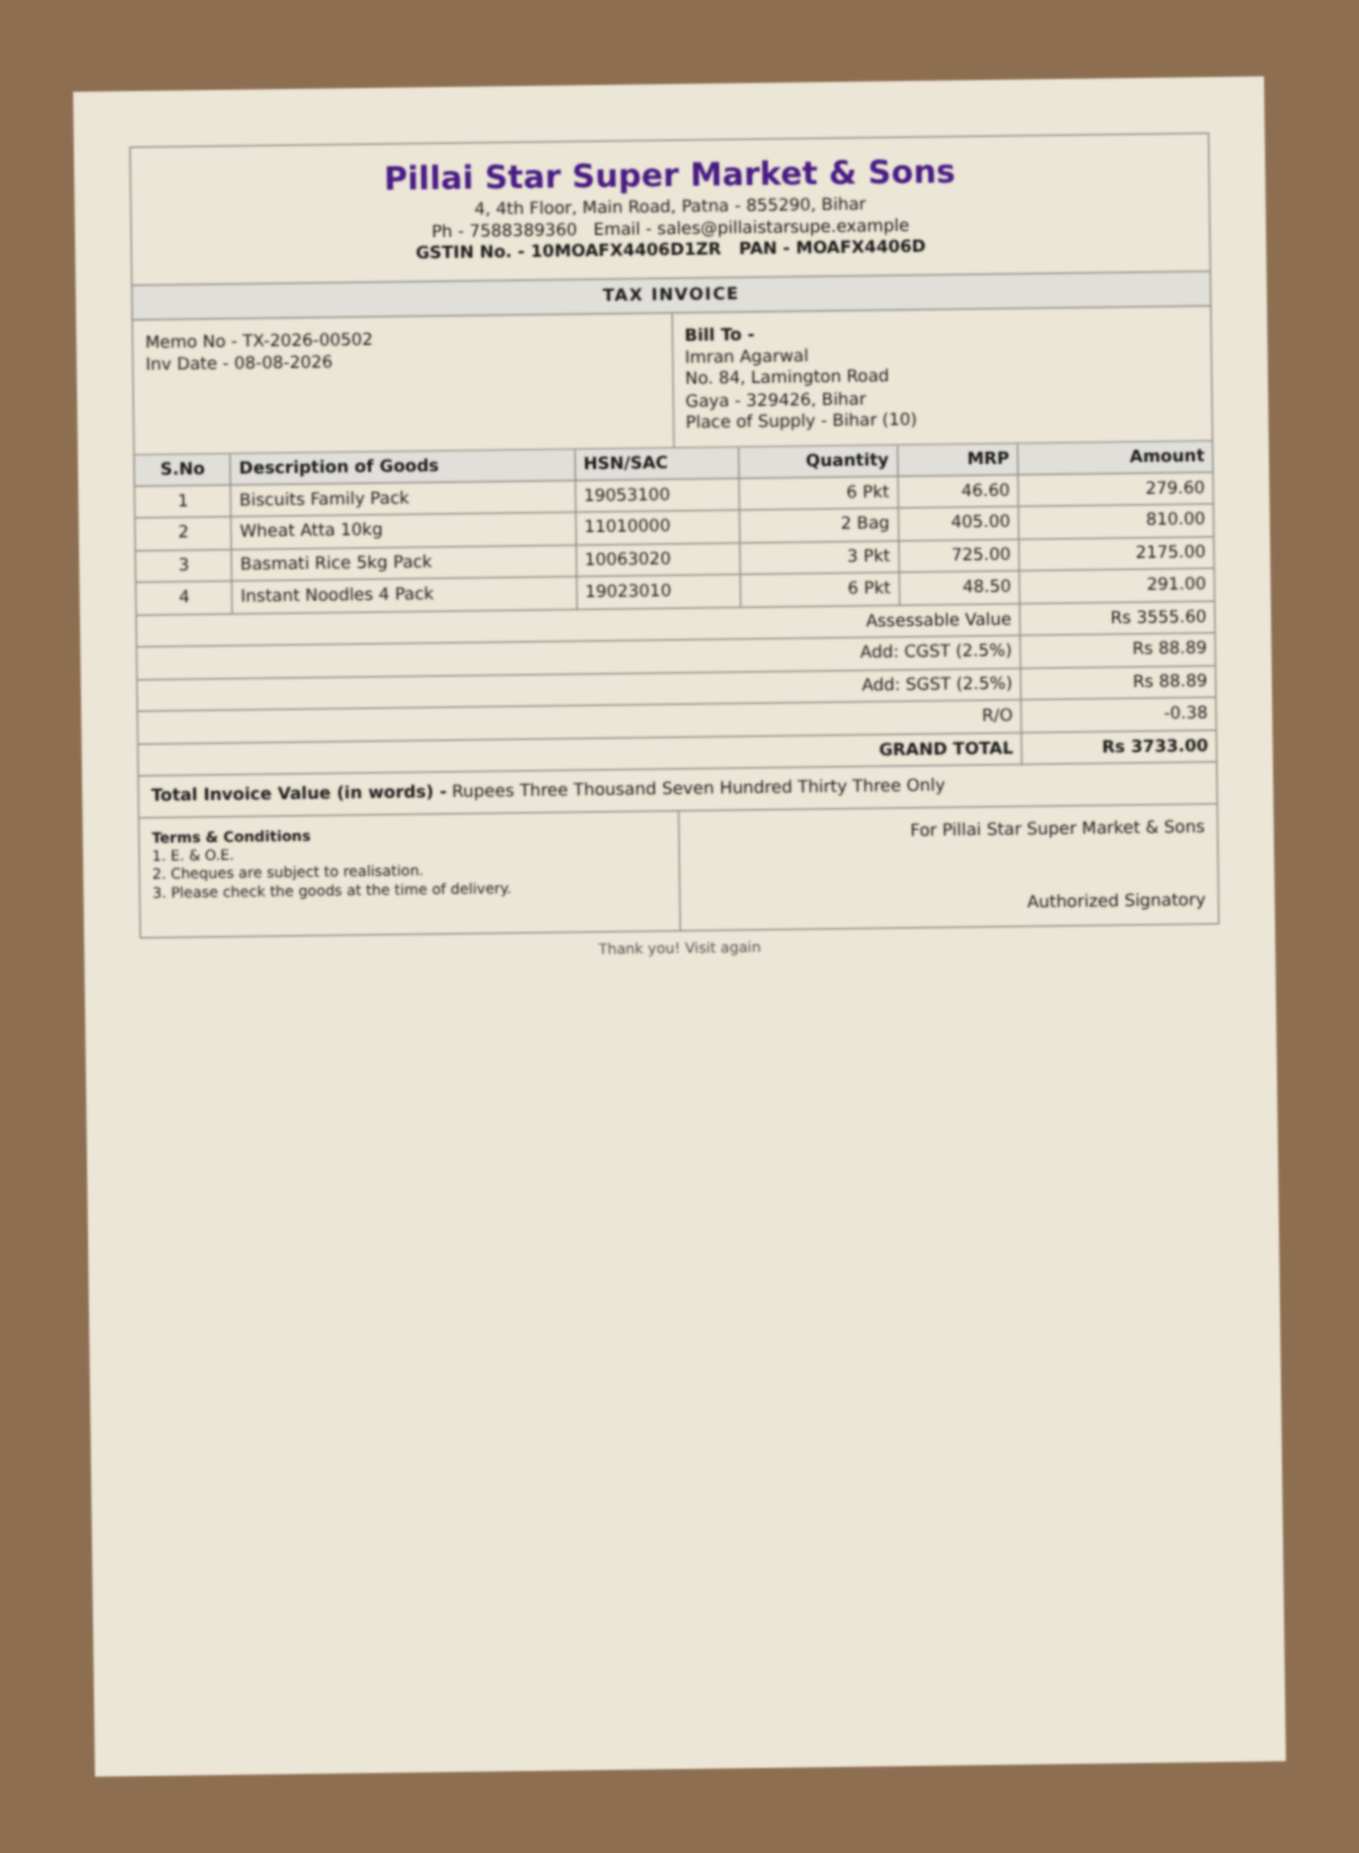 Pillai Star Super Market & Sons
4, 4th Floor, Main Road, Patna - 855290, Bihar
Ph - 7588389360 Email - sales@pillaistarsupe.example
GSTIN No. - 10MOAFX4406D1ZR PAN - MOAFX4406D
TAX INVOICE
Memo No - TX-2026-00502
Inv Date - 08-08-2026
Bill To -
Imran Agarwal
No. 84, Lamington Road
Gaya - 329426, Bihar
Place of Supply - Bihar (10)
S.No Description of Goods HSN/SAC Quantity MRP Amount
1 Biscuits Family Pack 19053100 6 Pkt 46.60 279.60
2 Wheat Atta 10kg 11010000 2 Bag 405.00 810.00
3 Basmati Rice 5kg Pack 10063020 3 Pkt 725.00 2175.00
4 Instant Noodles 4 Pack 19023010 6 Pkt 48.50 291.00
Assessable Value Rs 3555.60
Add: CGST (2.5%) Rs 88.89
Add: SGST (2.5%) Rs 88.89
R/O -0.38
GRAND TOTAL Rs 3733.00
Total Invoice Value (in words) - Rupees Three Thousand Seven Hundred Thirty Three Only
Terms & Conditions
1. E. & O.E.
2. Cheques are subject to realisation.
3. Please check the goods at the time of delivery.
For Pillai Star Super Market & Sons
Authorized Signatory
Thank you! Visit again